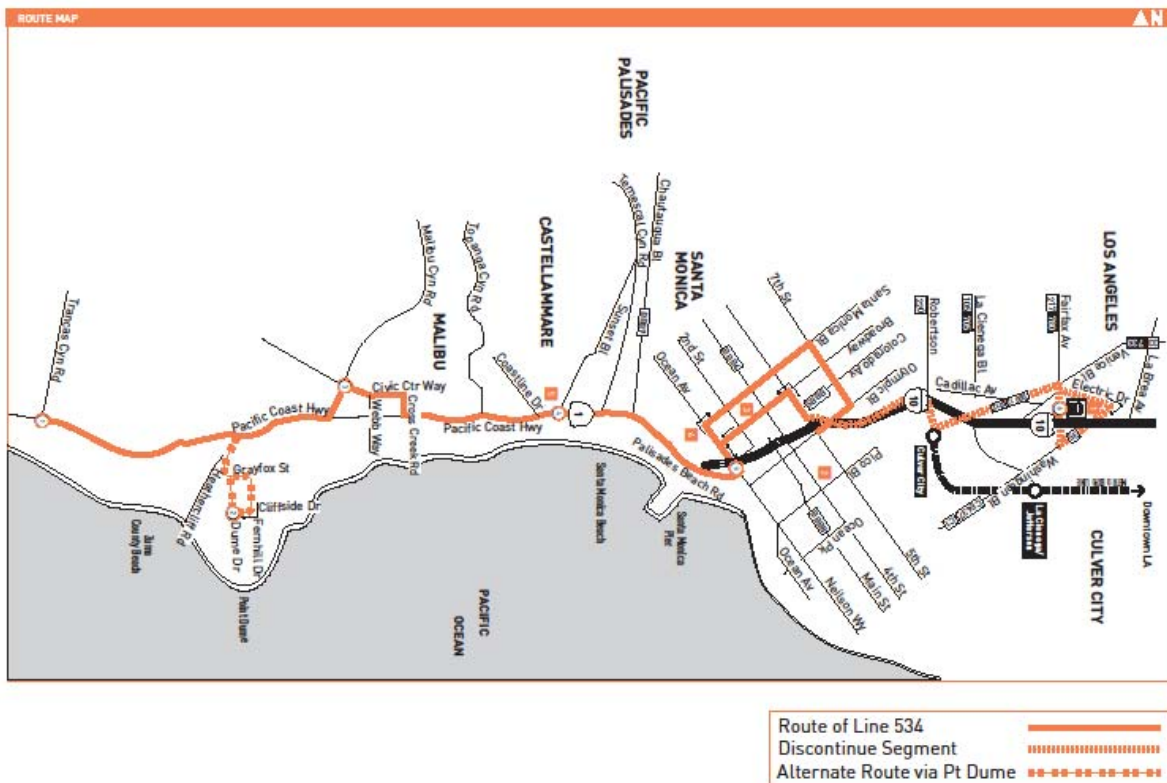 ROUTE MAP
N
PACIFIC
PALISADES
Temescal Cyn Rd
Chautauqua Bl
CASTELLAMMARE
SANTA
MONICA
LOS ANGELES
Trancas Cyn Rd
Malibu Cyn Rd
Topanga Cyn Rd
MALIBU
Coastline Dr
Sunset Bl
7th St
Santa Monica Bl
Broadway
Colorado Av
Olympic Bl
Ocean Av
2nd St
Robertson
220
La Cienega Bl
Fairfax Av
La Brea Av
Venice Bl
Cadillac Av
Electric Dr
Civic Ctr Way
Webb Way
Cross Creek Rd
Pacific Coast Hwy
Pacific Coast Hwy
1
10
10
Palisades Beach Rd
Pico Bl
Ocean Pk
Ocean Av
Neilson Wy
Main St
4th St
5th St
Washington Bl
Culver City
La Cienega/
Jefferson
Downtown LA
CULVER CITY
Grayfox St
Heathercliff Rd
Cliffside Dr
Fernhill Dr
Dume Dr
Zuma
County Beach
Point Dume
Santa Monica Beach
Santa Monica
Pier
PACIFIC
OCEAN
Route of Line 534
Discontinue Segment
Alternate Route via Pt Dume